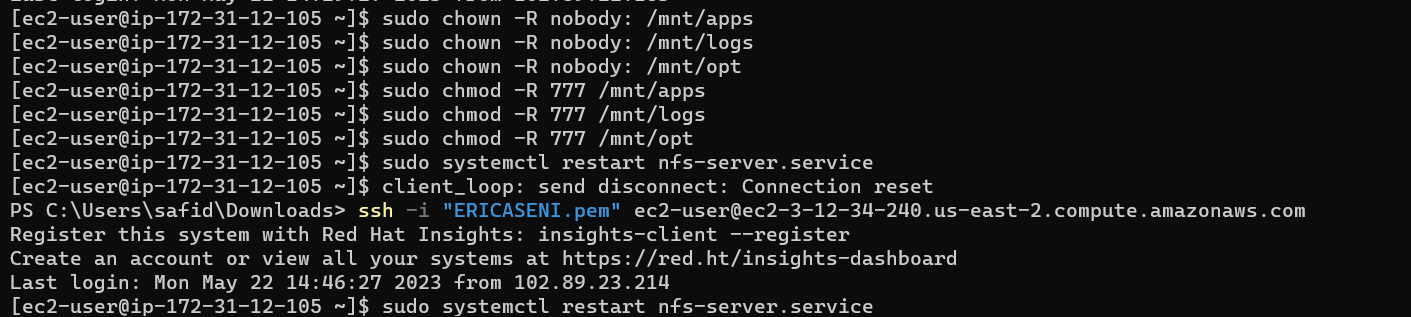 [ec2-user@ip-172-31-12-105 ~]$ sudo chown -R nobody: /mnt/apps
[ec2-user@ip-172-31-12-105 ~]$ sudo chown -R nobody: /mnt/logs
[ec2-user@ip-172-31-12-105 ~]$ sudo chown -R nobody: /mnt/opt
[ec2-user@ip-172-31-12-105 ~]$ sudo chmod -R 777 /mnt/apps
[ec2-user@ip-172-31-12-105 ~]$ sudo chmod -R 777 /mnt/logs
[ec2-user@ip-172-31-12-105 ~]$ sudo chmod -R 777 /mnt/opt
[ec2-user@ip-172-31-12-105 ~]$ sudo systemctl restart nfs-server.service
[ec2-user@ip-172-31-12-105 ~]$ client_loop: send disconnect: Connection reset
PS C:\Users\safid\Downloads> ssh -i "ERICASENI.pem" ec2-user@ec2-3-12-34-240.us-east-2.compute.amazonaws.com
Register this system with Red Hat Insights: insights-client --register
Create an account or view all your systems at https://red.ht/insights-dashboard
Last login: Mon May 22 14:46:27 2023 from 102.89.23.214
[ec2-user@ip-172-31-12-105 ~]$ sudo systemctl restart nfs-server.service